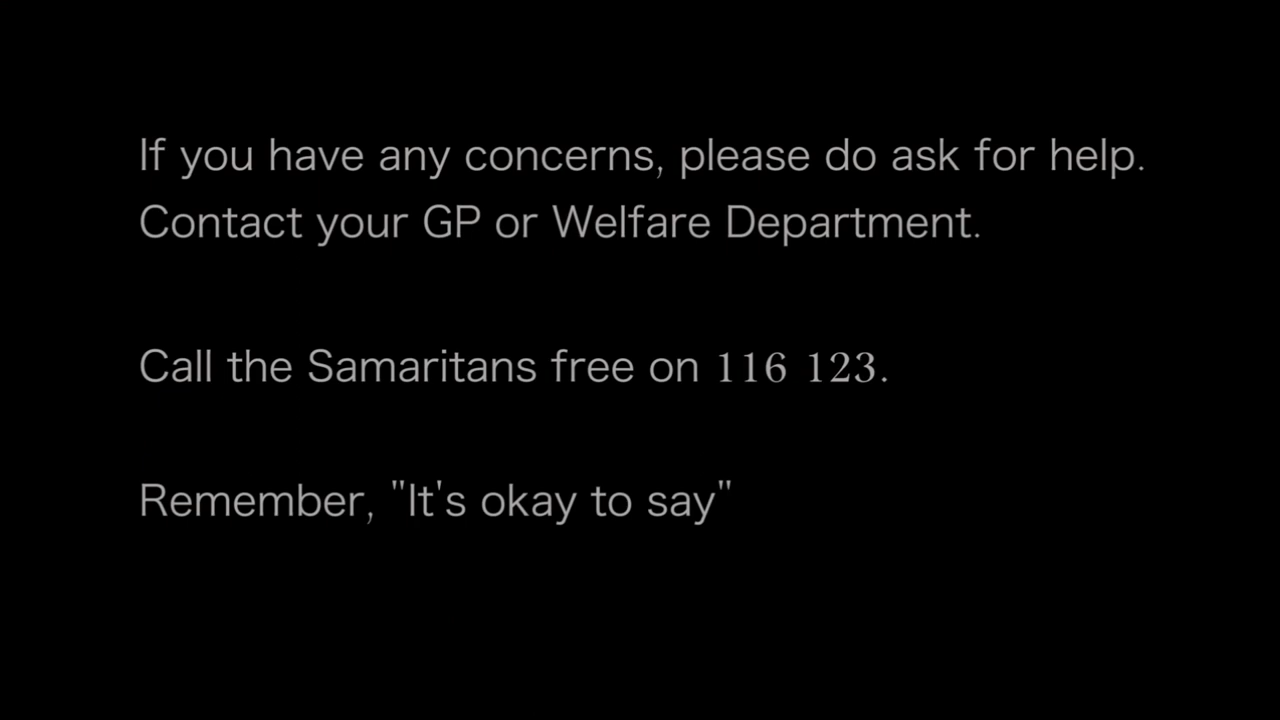 If you have any concerns, please do ask for help.
Contact your GP or Welfare Department.
Call the Samaritans free on 116 123.
Remember, "It's okay to say"